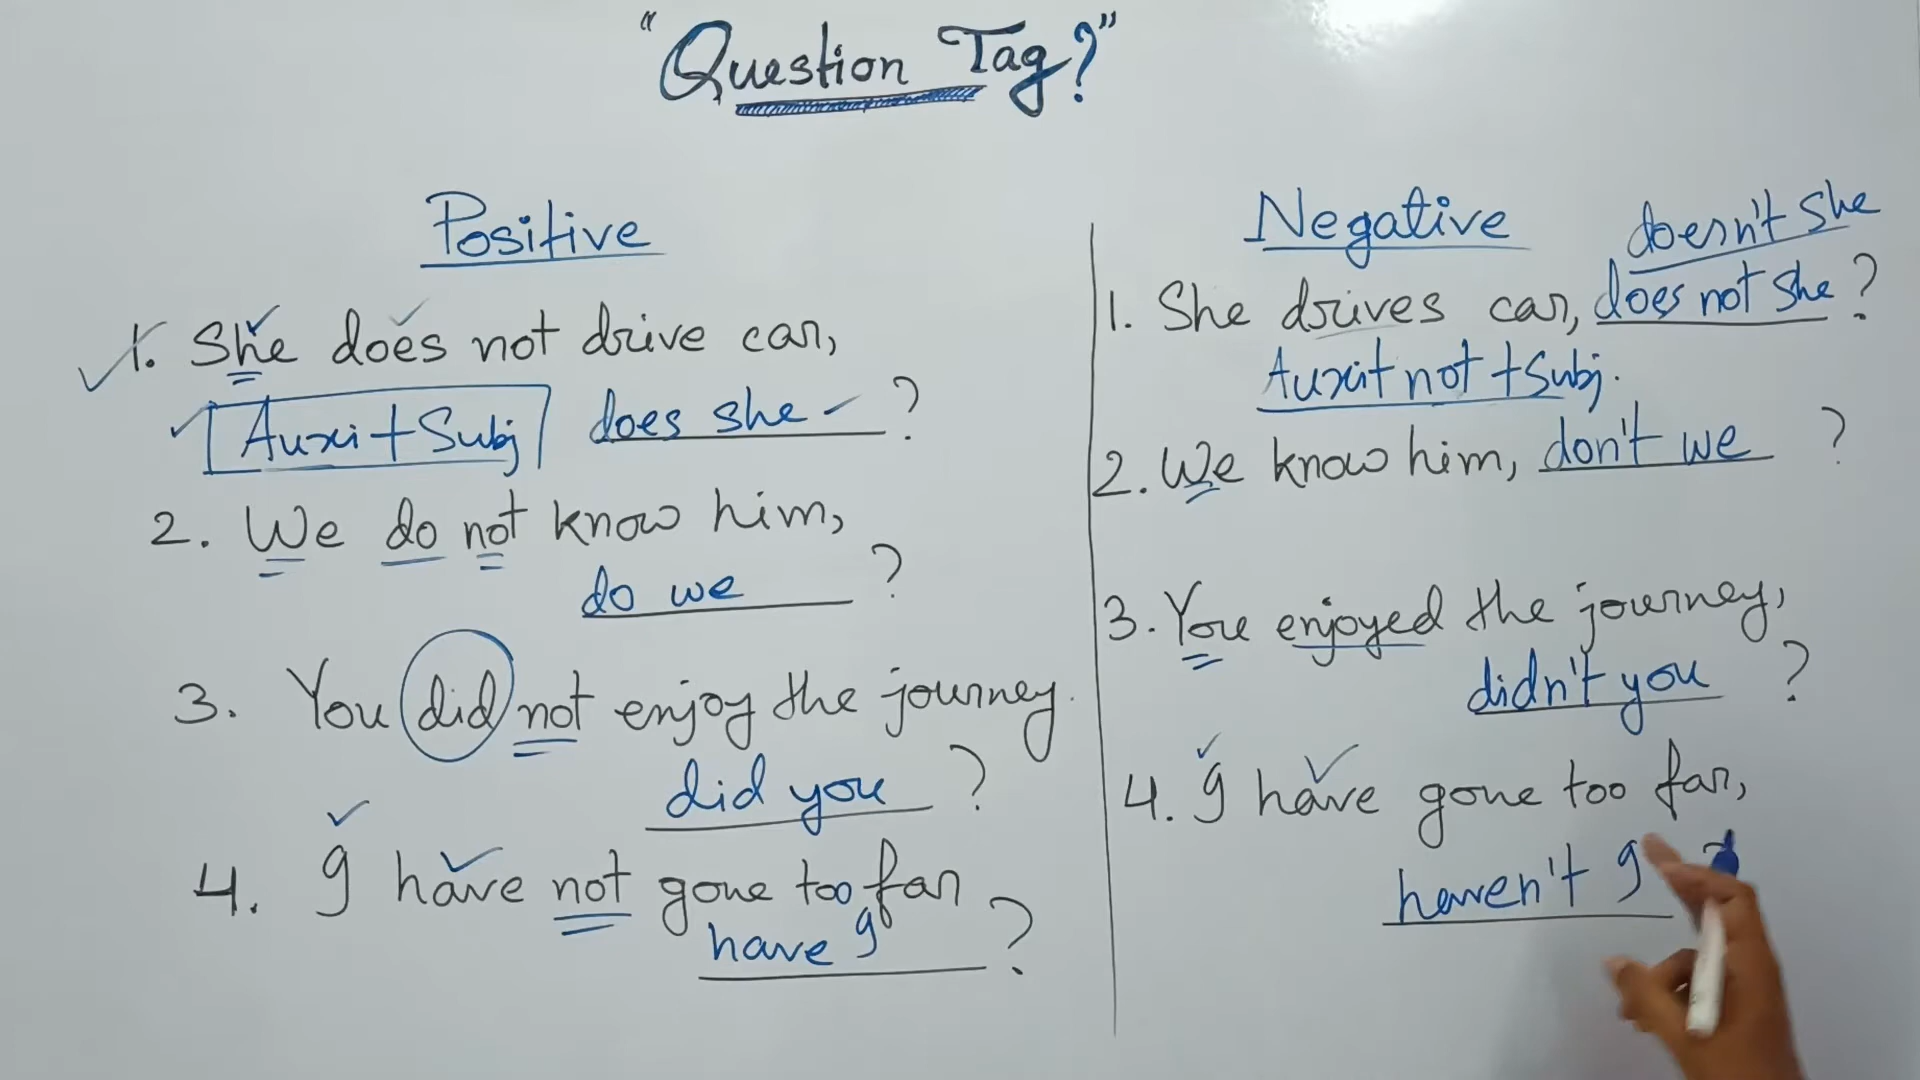 "Question Tag?"
Positive
1. She does not drive car,
Auxi + Subj does she ?
2. We do not know him,
do we ?
3. You did not enjoy the journey.
did you ?
4. I have not gone too far
have I ?
Negative
doesn't she
1. She drives car, does not she ?
Auxi + not + Subj.
2. We know him, don't we ?
3. You enjoyed the journey,
didn't you ?
4. I have gone too far,
haven't I ?